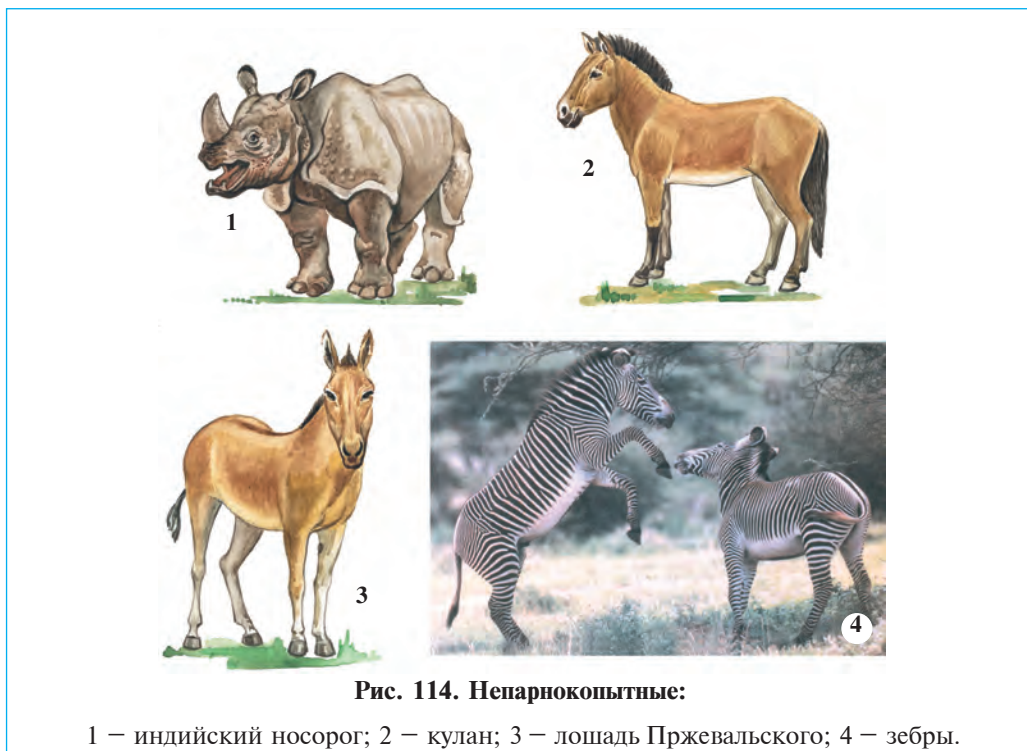 1
2
3
4
Рис. 114. Непарнокопытные:
1 — индийский носорог; 2 — кулан; 3 — лошадь Пржевальского; 4 — зебры.